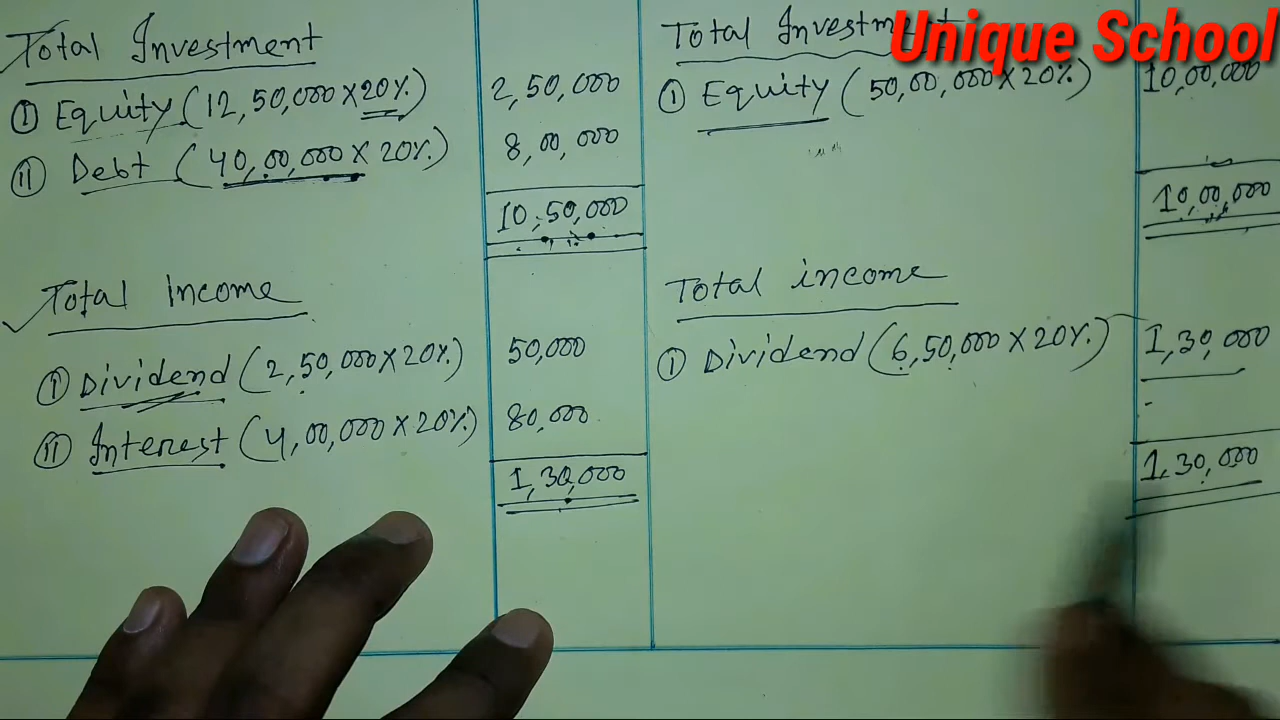 Unique School
Total Investment
I Equity (12,50,000 × 20%) 2,50,000
II Debt (40,00,000 × 20%) 8,00,000
10,50,000
Total Income
I Dividend (2,50,000 × 20%) 50,000
II Interest (4,00,000 × 20%) 80,000
1,30,000
Total Investment
I Equity (50,00,000 × 20%) 10,00,000
10,00,000
Total income
I Dividend (6,50,000 × 20%) 1,30,000
1,30,000